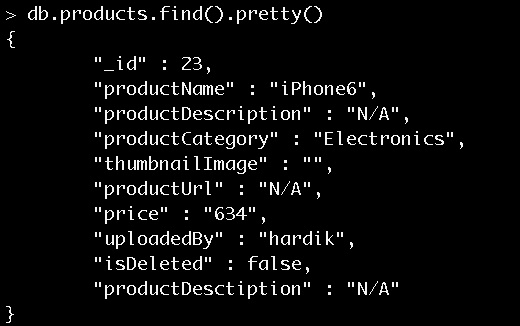 > db.products.find().pretty()
{
        "_id" : 23,
        "productName" : "iPhone6",
        "productDescription" : "N/A",
        "productCategory" : "Electronics",
        "thumbnailImage" : "",
        "productUrl" : "N/A",
        "price" : "634",
        "uploadedBy" : "hardik",
        "isDeleted" : false,
        "productDesctiption" : "N/A"
}